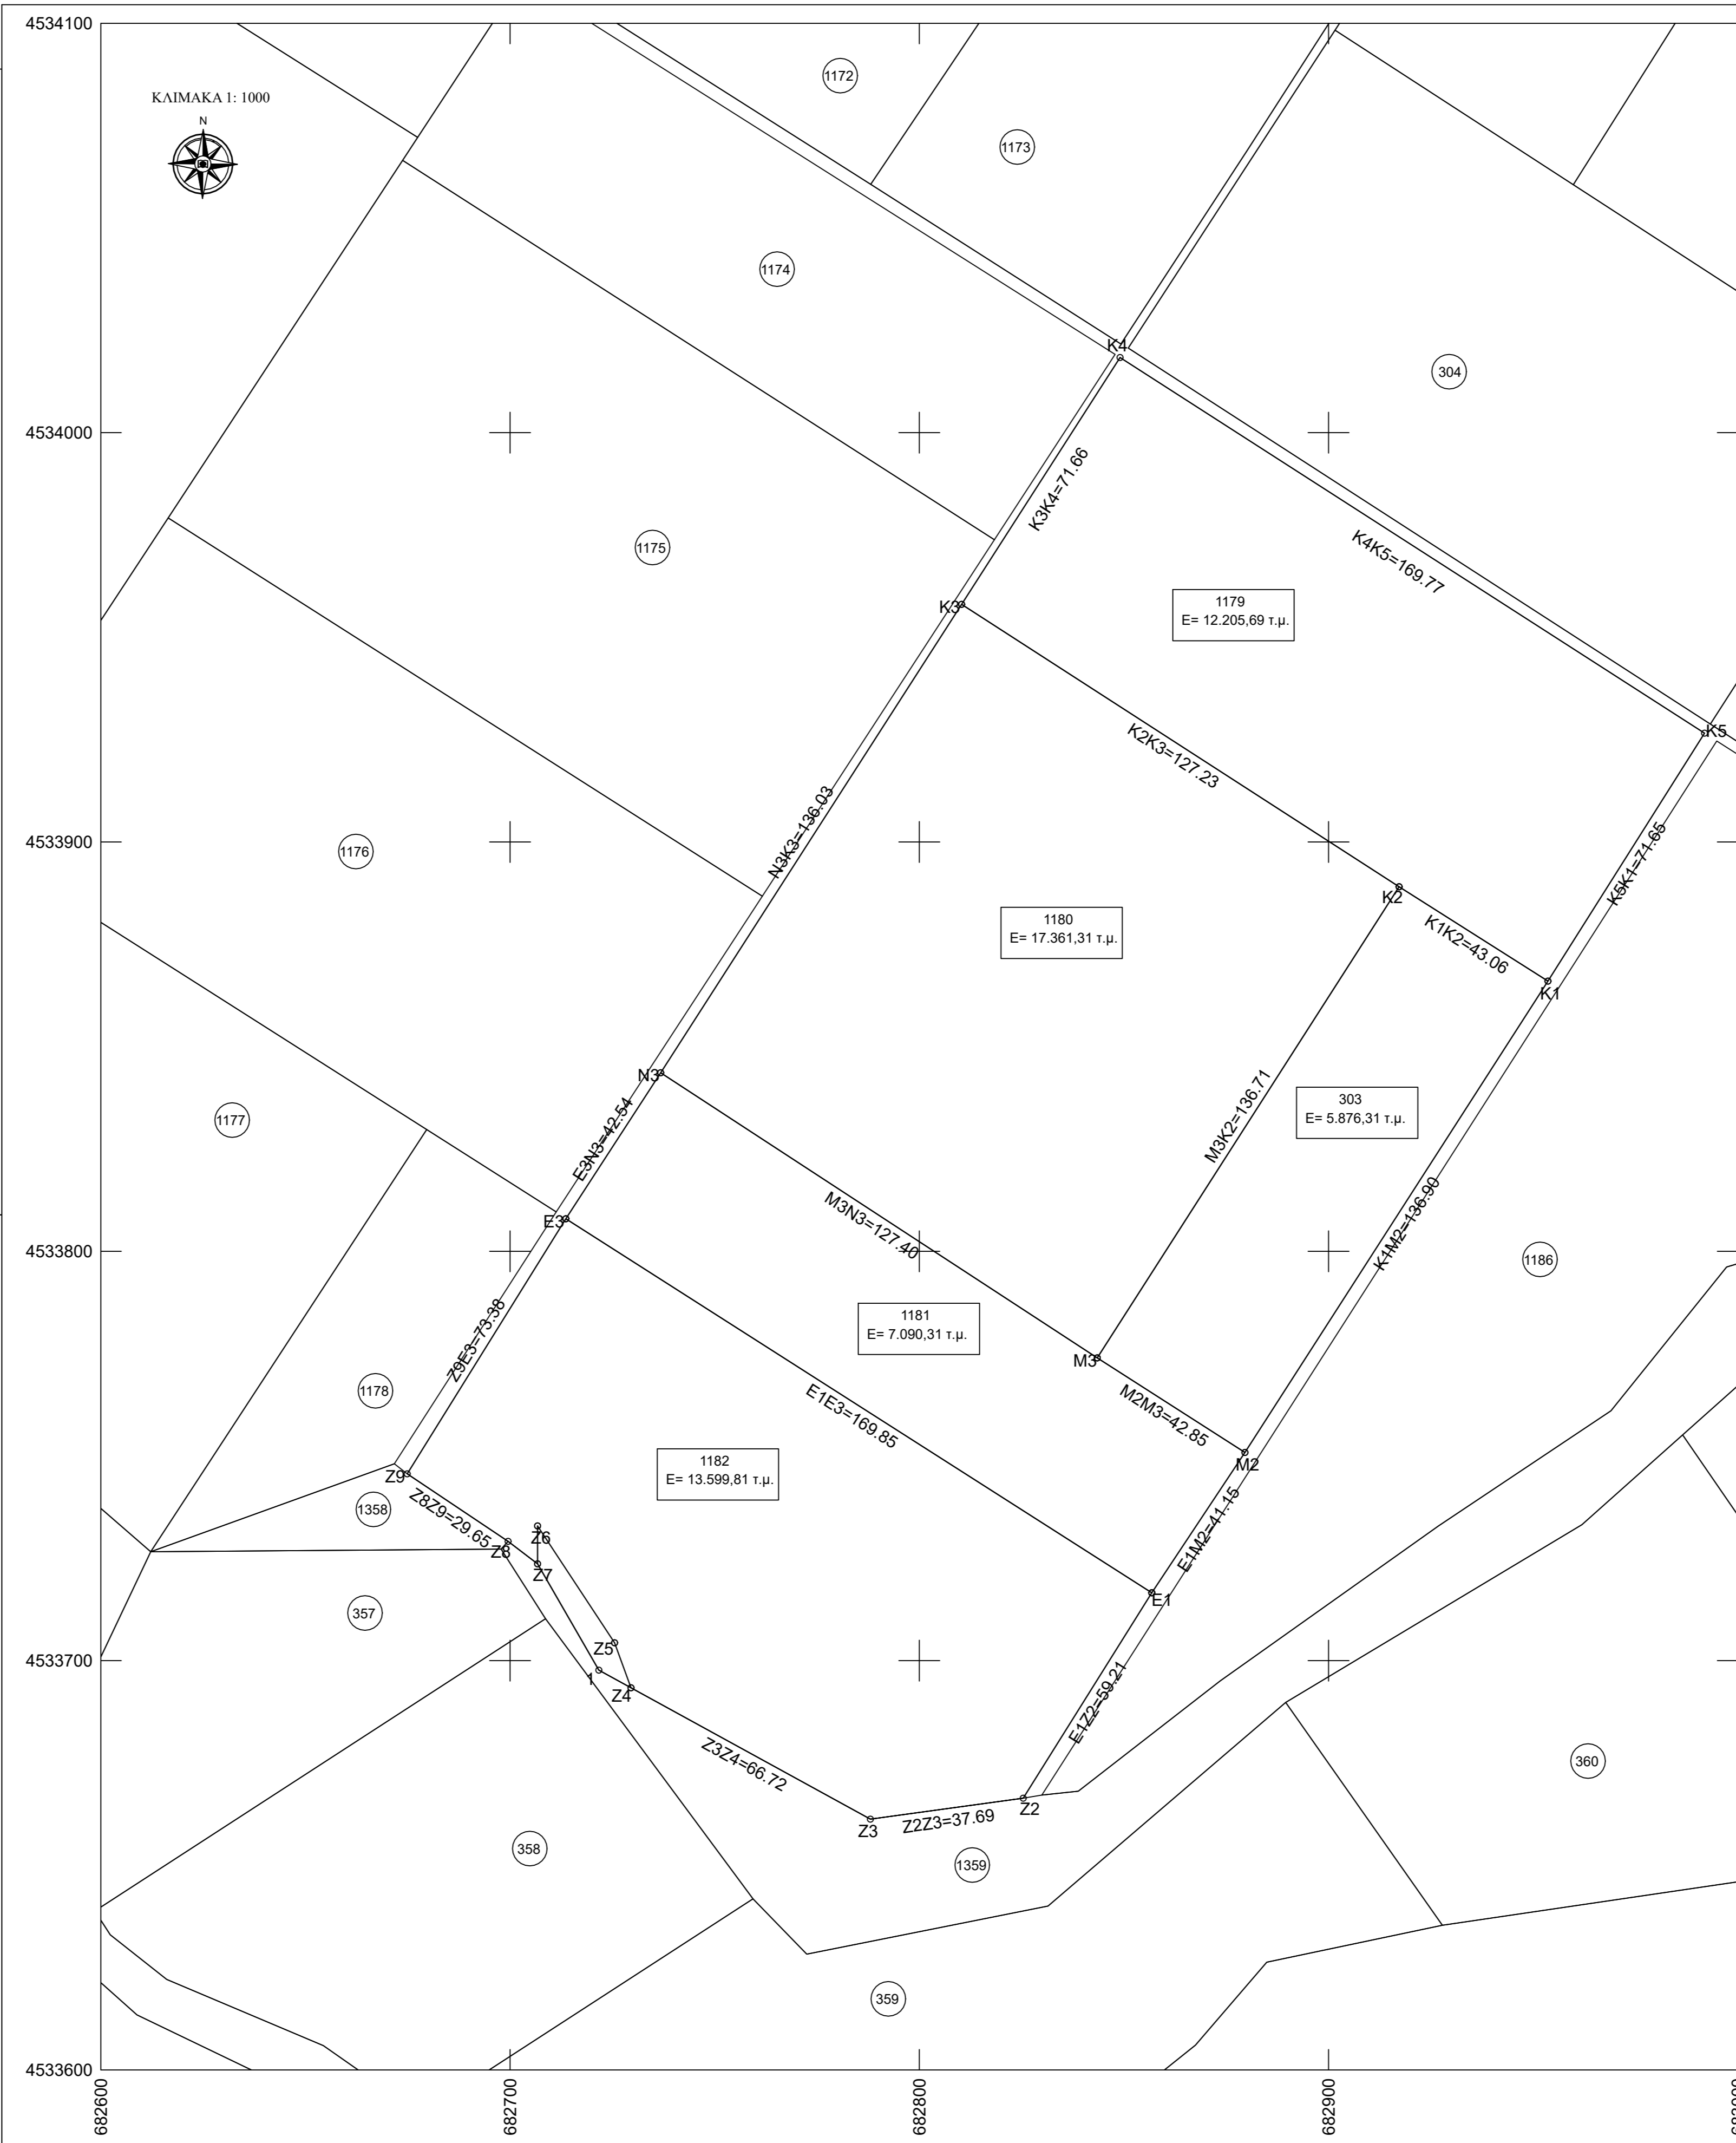 4534100
ΚΛΙΜΑΚΑ 1: 1000
N
1172
1173
1174
K4
304
4534000
K3K4=71.66
K4K5=169.77
1175
K3
1179
E= 12.205,69 τ.μ.
K5
K2K3=127.23
N3K3=136.03
4533900
1176
K5K1=71.65
K2
1180
E= 17.361,31 τ.μ.
K1K2=43.06
K1
N3
1177
E3N3=42.54
M3K2=136.71
303
E= 5.876,31 τ.μ.
E3
M3N3=127.40
K1M2=136.90
4533800
1186
1181
E= 7.090,31 τ.μ.
Z9E3=73.38
M3
1178
E1E3=169.85
M2M3=42.85
M2
1182
E= 13.599,81 τ.μ.
Z9
1358
Z8Z9=29.65
Z6
Z8
Z7
E1M2=41.15
E1
357
Z5
4533700
1
Z4
E1Z2=59.21
Z3Z4=66.72
360
Z2
Z2Z3=37.69
Z3
358
1359
359
4533600
682600
682700
682800
682900